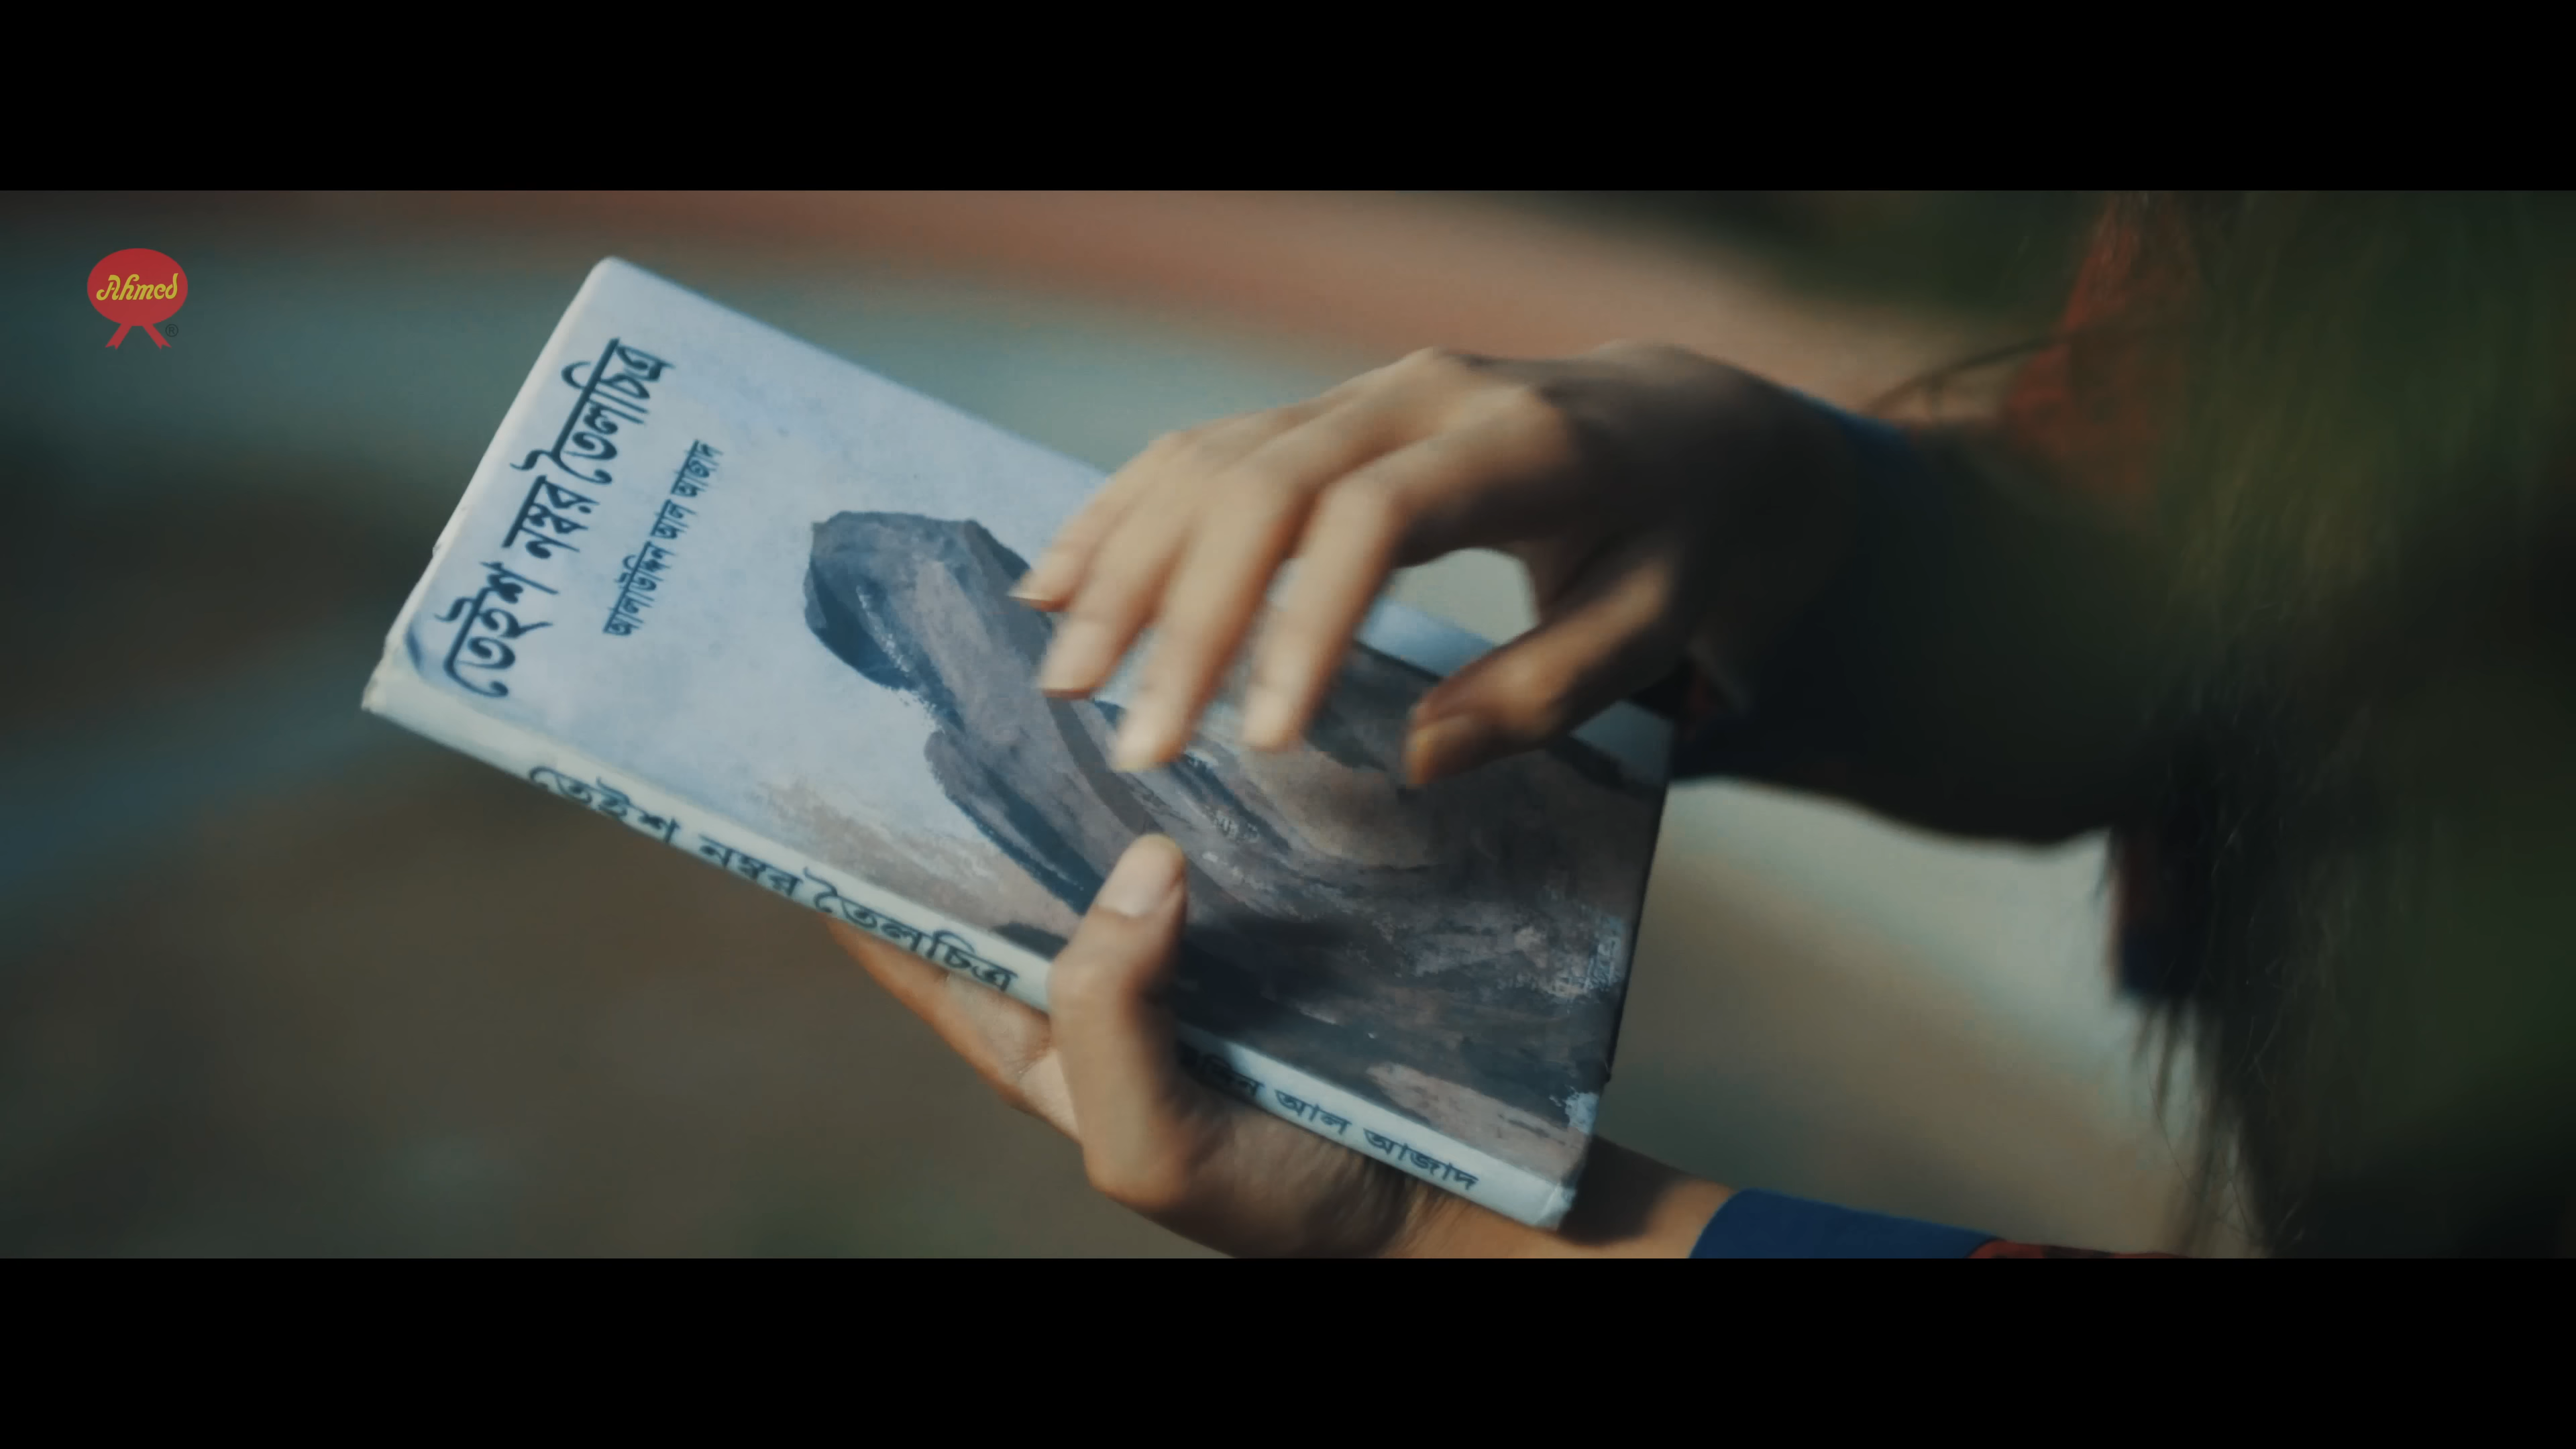 Ahmed
®
তেইশ নম্বর তৈলচিত্র
আলাউদ্দিন আল আজাদ
তেইশ নম্বর তৈলচিত্র
আল আজাদ